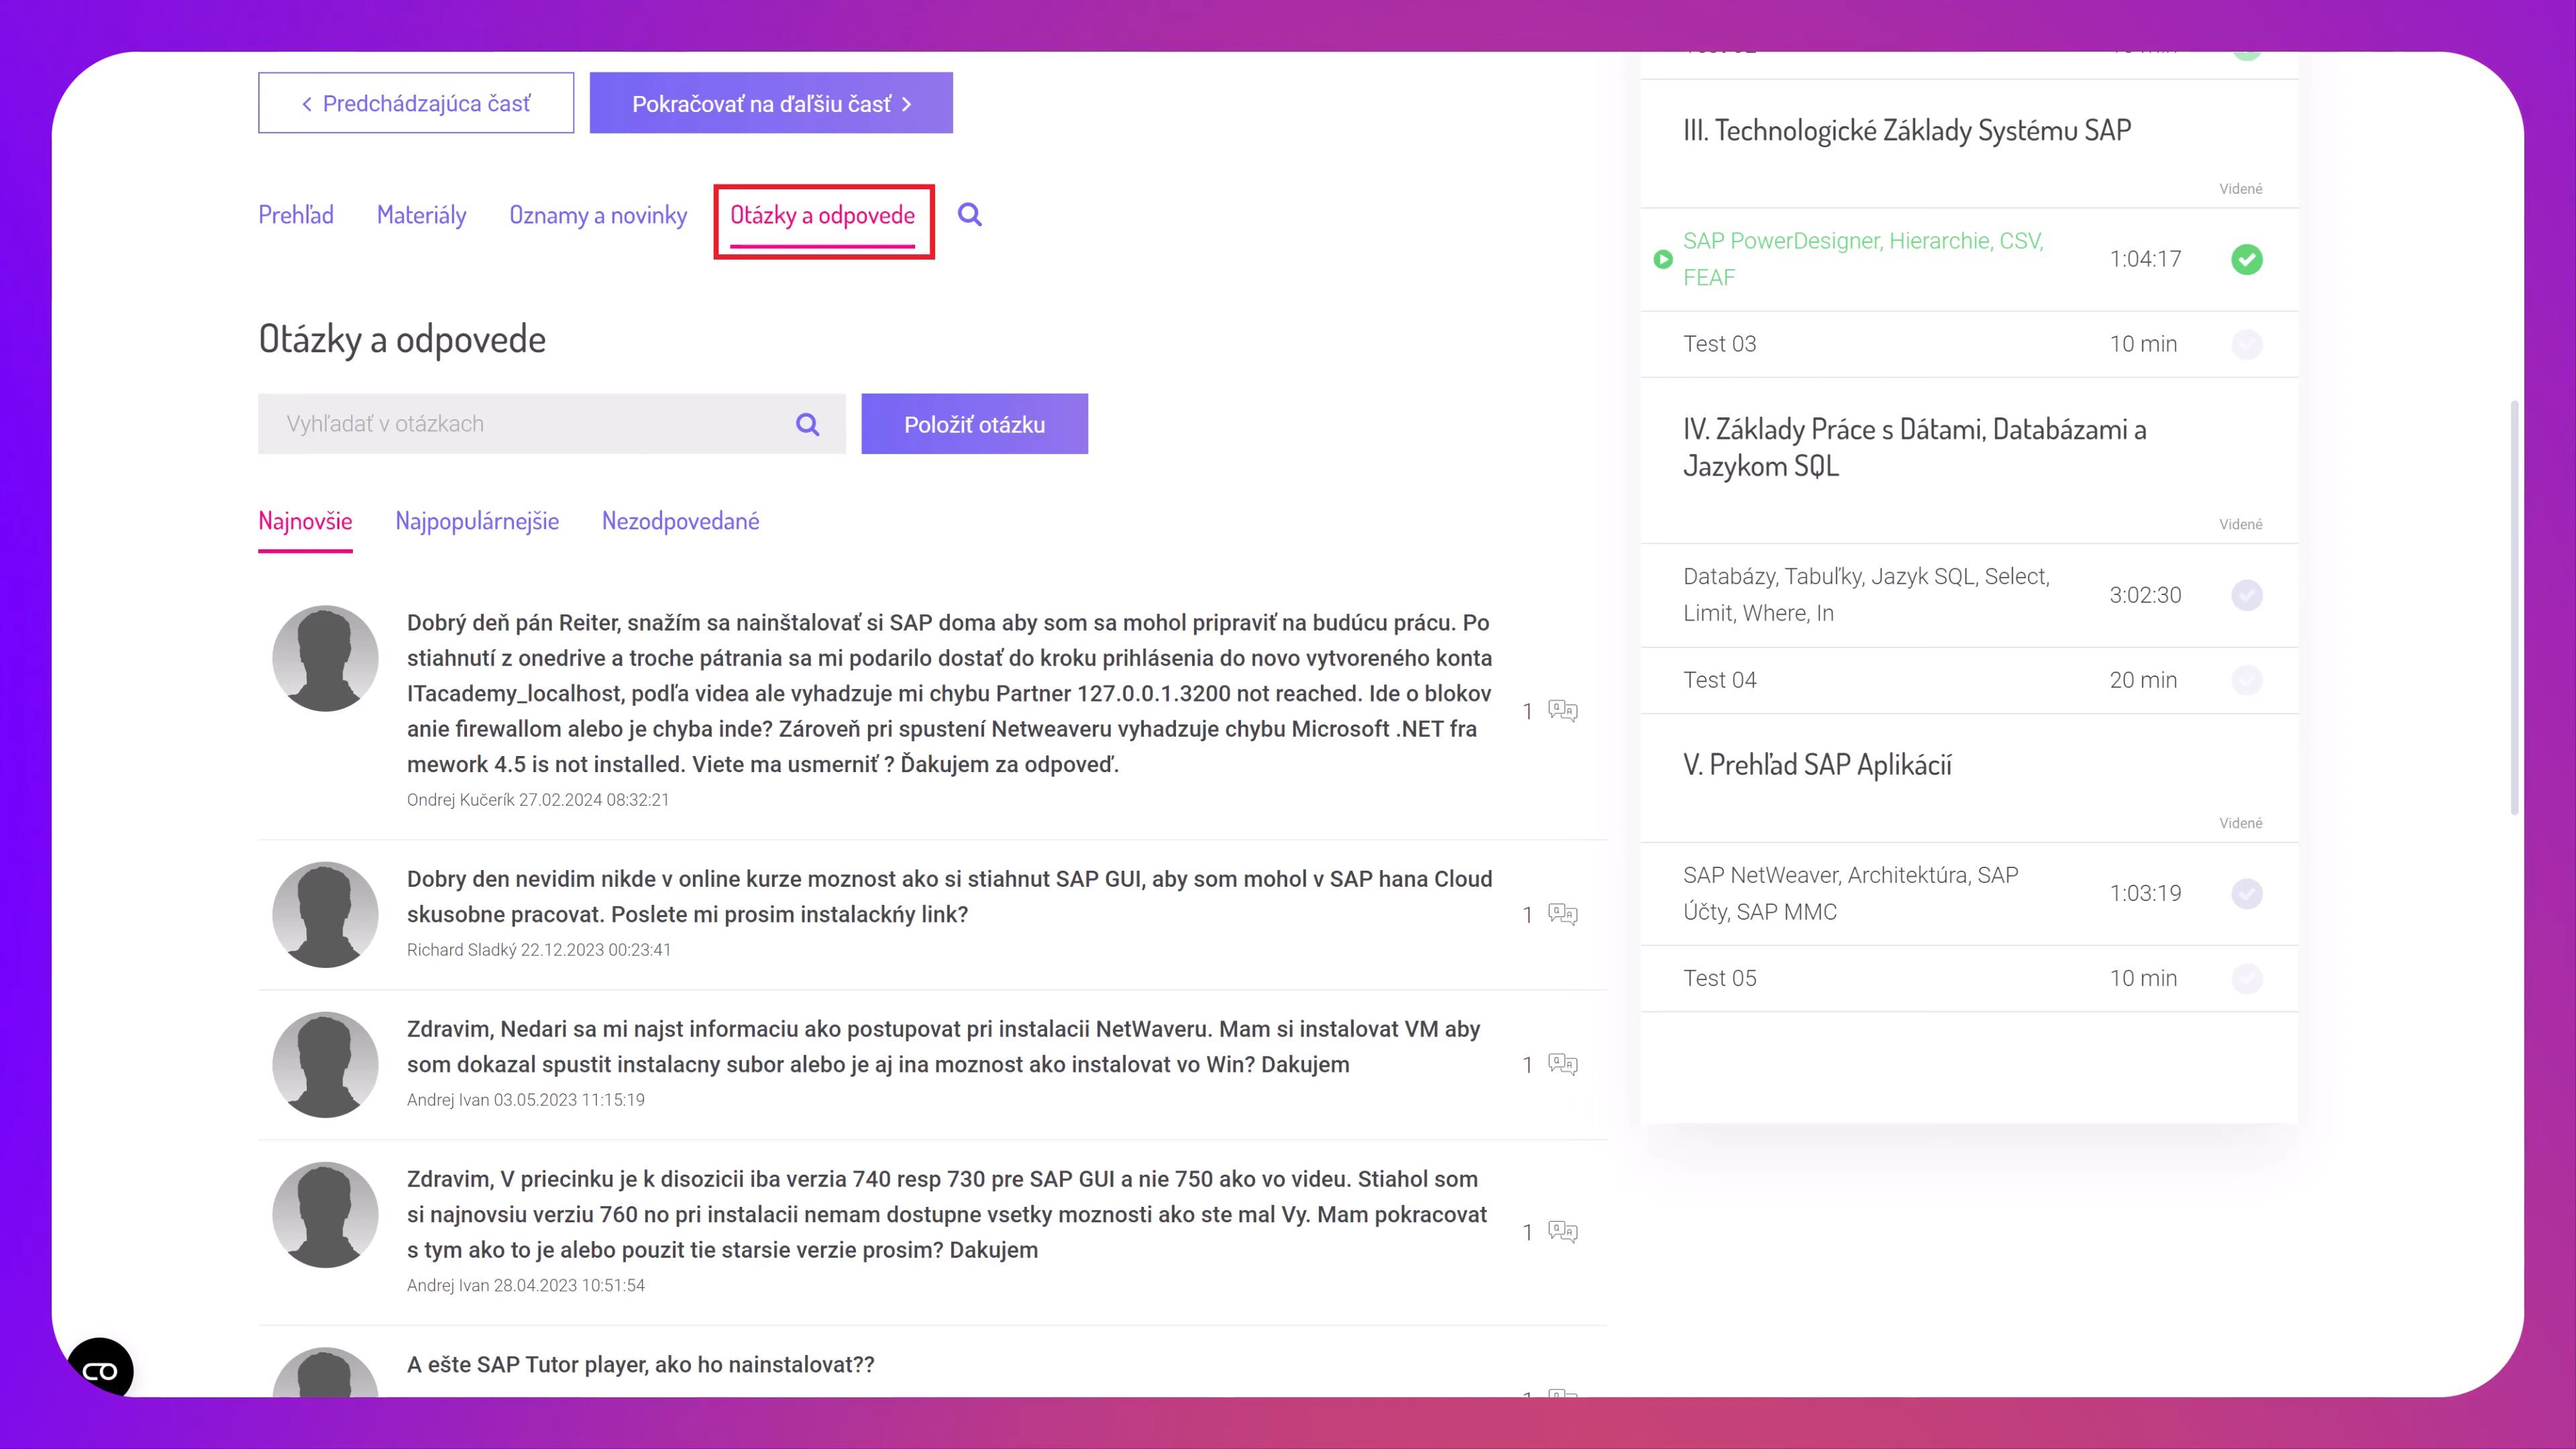 Predchádzajúca časť
Pokračovať na ďaľšiu časť
Prehľad
Materiály
Oznamy a novinky
Otázky a odpovede
Otázky a odpovede
Vyhľadať v otázkach
Položiť otázku
Najnovšie
Najpopulárnejšie
Nezodpovedané
Dobrý deň pán Reiter, snažím sa nainštalovať si SAP doma aby som sa mohol pripraviť na budúcu prácu. Po
stiahnutí z onedrive a troche pátrania sa mi podarilo dostať do kroku prihlásenia do novo vytvoreného konta
ITacademy_localhost, podľa videa ale vyhadzuje mi chybu Partner 127.0.0.1.3200 not reached. Ide o blokov
anie firewallom alebo je chyba inde? Zároveň pri spustení Netweaveru vyhadzuje chybu Microsoft .NET fra
mework 4.5 is not installed. Viete ma usmerniť ? Ďakujem za odpoveď.
1
Ondrej Kučerík 27.02.2024 08:32:21
Dobry den nevidim nikde v online kurze moznost ako si stiahnut SAP GUI, aby som mohol v SAP hana Cloud
skusobne pracovat. Poslete mi prosim instalackńy link?
1
Richard Sladký 22.12.2023 00:23:41
Zdravim, Nedari sa mi najst informaciu ako postupovat pri instalacii NetWaveru. Mam si instalovat VM aby
som dokazal spustit instalacny subor alebo je aj ina moznost ako instalovat vo Win? Dakujem
1
Andrej Ivan 03.05.2023 11:15:19
Zdravim, V priecinku je k disozicii iba verzia 740 resp 730 pre SAP GUI a nie 750 ako vo videu. Stiahol som
si najnovsiu verziu 760 no pri instalacii nemam dostupne vsetky moznosti ako ste mal Vy. Mam pokracovat
s tym ako to je alebo pouzit tie starsie verzie prosim? Dakujem
1
Andrej Ivan 28.04.2023 10:51:54
A ešte SAP Tutor player, ako ho nainstalovat??
III. Technologické Základy Systému SAP
Videné
SAP PowerDesigner, Hierarchie, CSV,
FEAF
1:04:17
Test 03
10 min
IV. Základy Práce s Dátami, Databázami a
Jazykom SQL
Videné
Databázy, Tabuľky, Jazyk SQL, Select,
Limit, Where, In
3:02:30
Test 04
20 min
V. Prehľad SAP Aplikácií
Videné
SAP NetWeaver, Architektúra, SAP
Účty, SAP MMC
1:03:19
Test 05
10 min